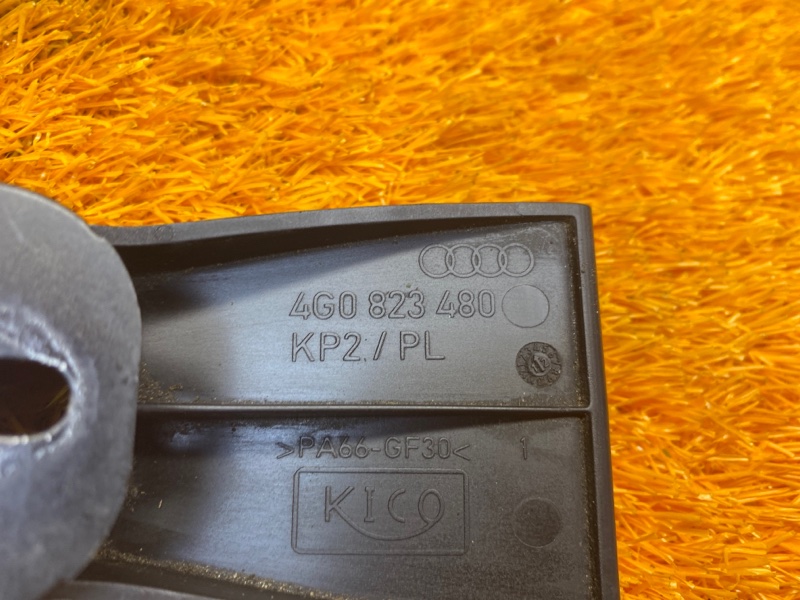 4G0 823 480
KP2 / PL
>PA66-GF30< 1
KICO